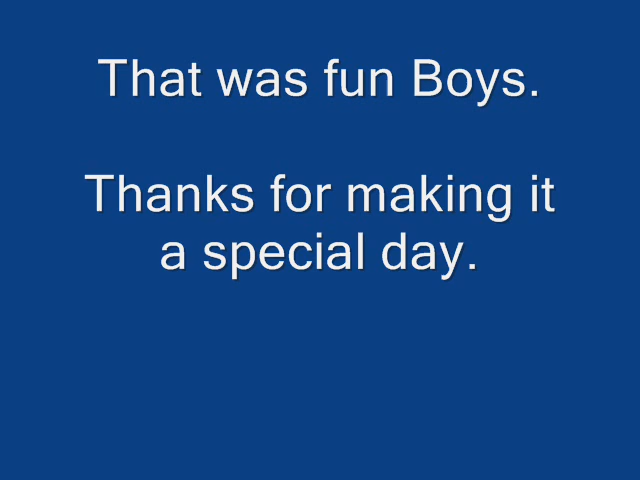 That was fun Boys.
Thanks for making it
a special day.